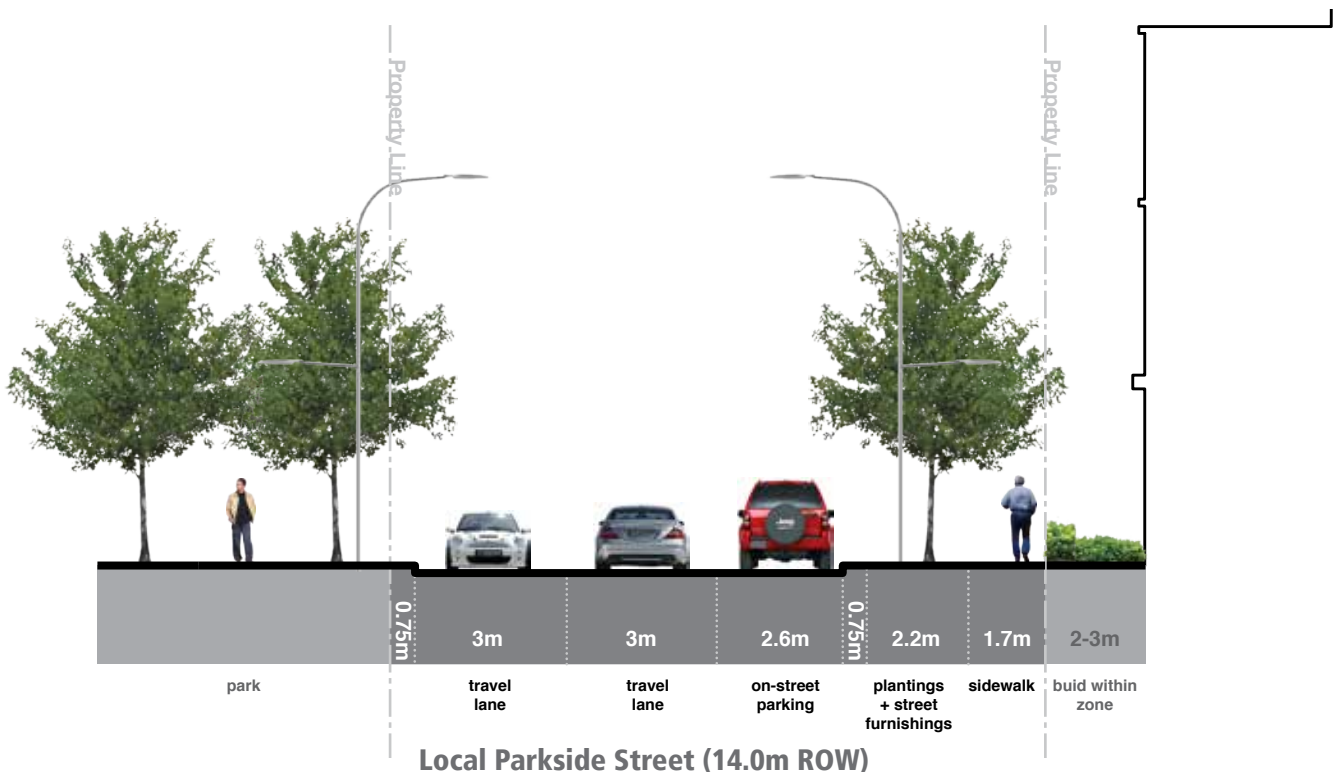 Property Line
Property Line
0.75m
3m
3m
2.6m
0.75m
2.2m
1.7m
2-3m
park
travel
lane
travel
lane
on-street
parking
plantings
+ street
furnishings
sidewalk
buid within
zone
Local Parkside Street (14.0m ROW)